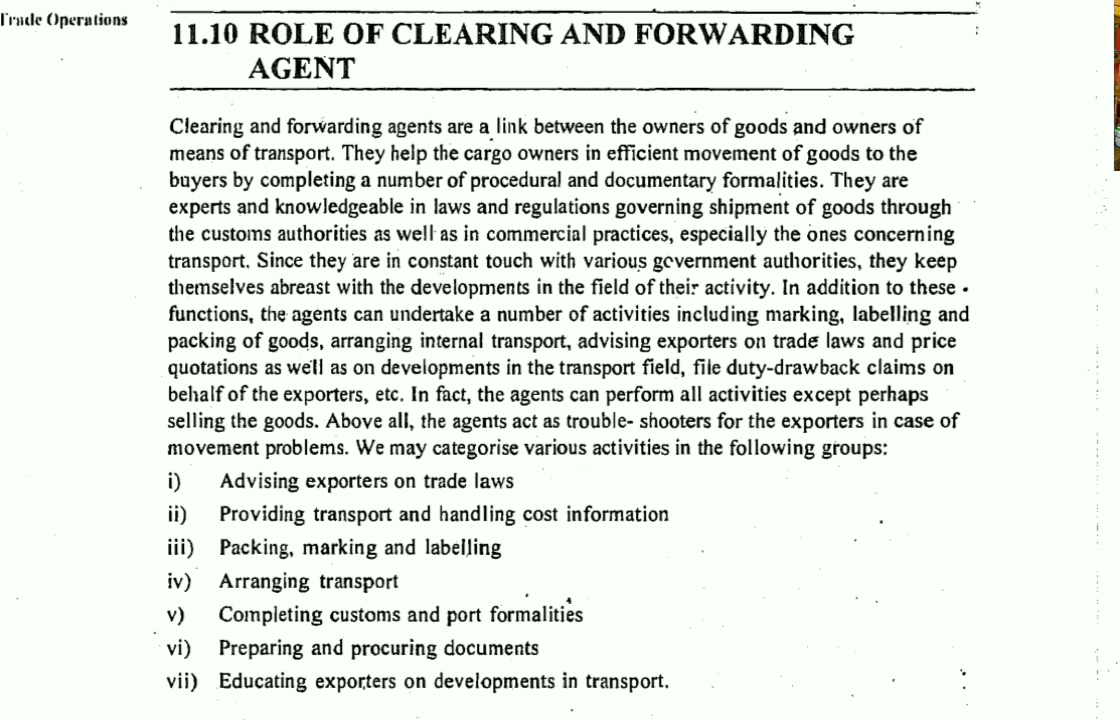 Trade Operations
11.10 ROLE OF CLEARING AND FORWARDING
AGENT
Clearing and forwarding agents are a link between the owners of goods and owners of
means of transport. They help the cargo owners in efficient movement of goods to the
buyers by completing a number of procedural and documentary formalities. They are
experts and knowledgeable in laws and regulations governing shipment of goods through
the customs authorities as well as in commercial practices, especially the ones concerning
transport. Since they are in constant touch with various government authorities, they keep
themselves abreast with the developments in the field of their activity. In addition to these
functions, the agents can undertake a number of activities including marking, labelling and
packing of goods, arranging internal transport, advising exporters on trade laws and price
quotations as well as on developments in the transport field, file duty-drawback claims on
behalf of the exporters, etc. In fact, the agents can perform all activities except perhaps
selling the goods. Above all, the agents act as trouble- shooters for the exporters in case of
movement problems. We may categorise various activities in the following groups:
i) Advising exporters on trade laws
ii) Providing transport and handling cost information
iii) Packing, marking and labelling
iv) Arranging transport
v) Completing customs and port formalities
vi) Preparing and procuring documents
vii) Educating exporters on developments in transport.